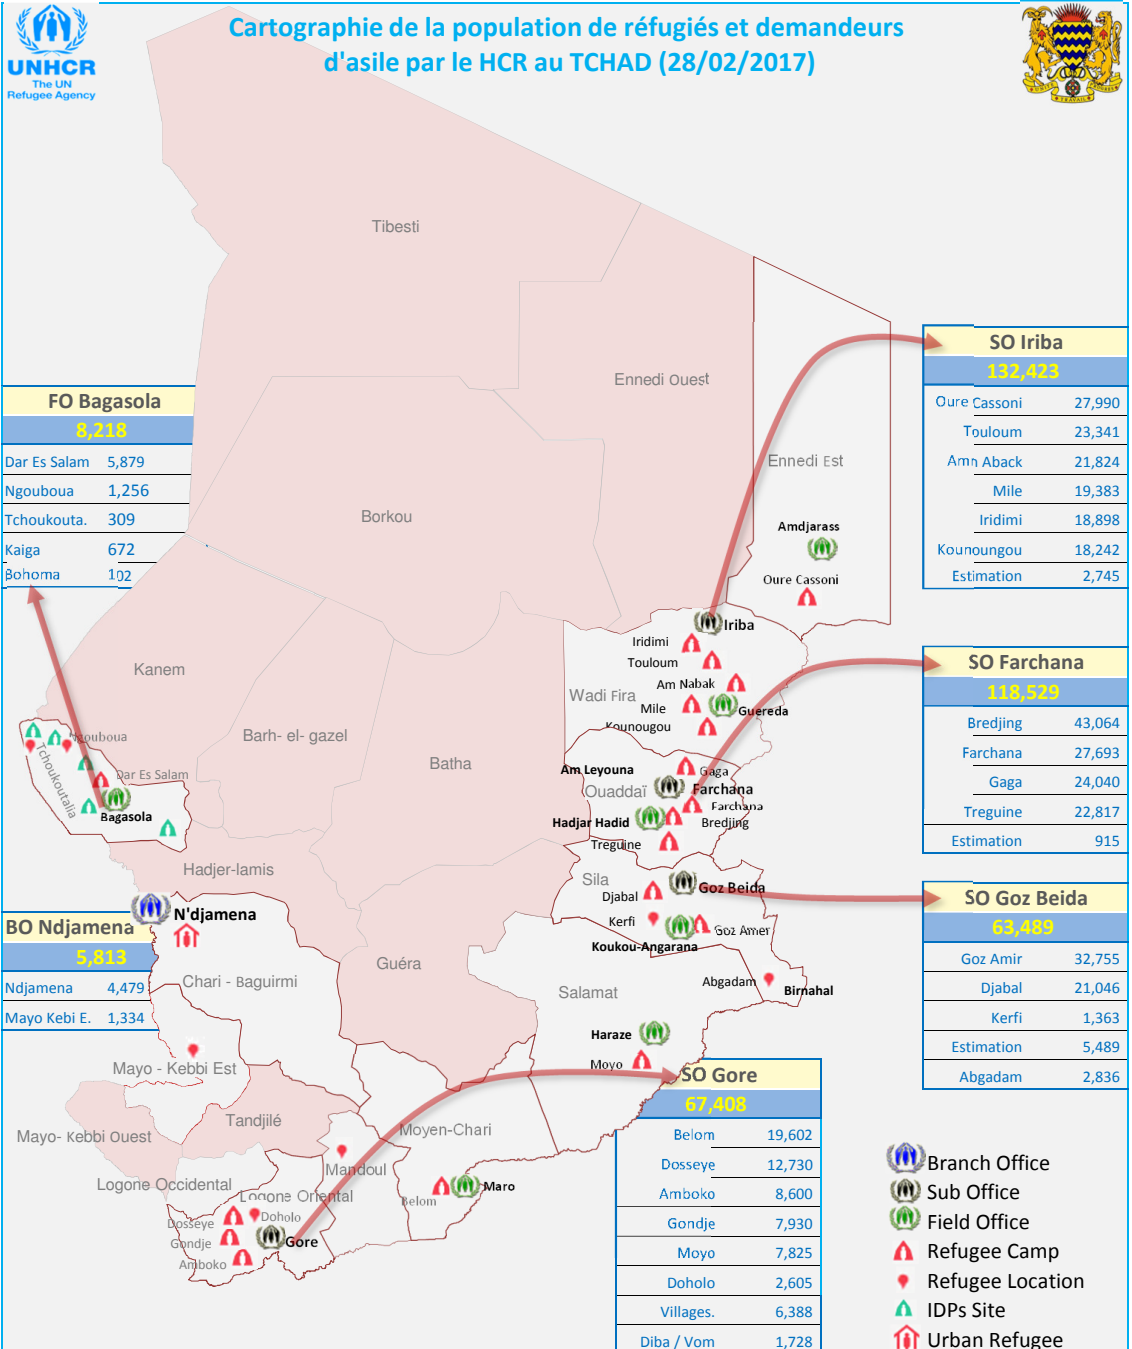 UNHCR
The UN
Refugee Agency
Cartographie de la population de réfugiés et demandeurs
d'asile par le HCR au TCHAD (28/02/2017)
UNITE TRAVAIL PROGRES
FO Bagasola
8,218
Dar Es Salam 5,879
Ngouboua 1,256
Tchoukouta. 309
Kaiga 672
Bohoma 102
BO Ndjamena
5,813
Ndjamena 4,479
Mayo Kebi E. 1,334
Tibesti
Ennedi Ouest
Ennedi Est
Borkou
Amdjarass
Oure Cassoni
Kanem
Barh- el- gazel
Batha
Wadi Fira
Iriba
Iridimi
Touloum
Am Nabak
Mile
Guereda
Kounougou
Ngouboua
Tchoukoutalia
Dar Es Salam
Bagasola
Am Leyouna
Gaga
Ouaddaï
Farchana
Farchana
Hadjar Hadid
Bredjing
Treguine
Hadjer-lamis
Sila
Goz Beida
Djabal
Kerfi
Goz Amer
Koukou-Angarana
N'djamena
Chari - Baguirmi
Guéra
Salamat
Abgadam
Birnahal
Haraze
Moyo
Mayo - Kebbi Est
Mayo- Kebbi Ouest
Tandjilé
Moyen-Chari
Mandoul
Logone Occidental
Logone Oriental
Belom
Maro
Dosseye
Doholo
Gondje
Gore
Amboko
SO Iriba
132,423
Oure Cassoni 27,990
Touloum 23,341
Amn Aback 21,824
Mile 19,383
Iridimi 18,898
Kounoungou 18,242
Estimation 2,745
SO Farchana
118,529
Bredjing 43,064
Farchana 27,693
Gaga 24,040
Treguine 22,817
Estimation 915
SO Goz Beida
63,489
Goz Amir 32,755
Djabal 21,046
Kerfi 1,363
Estimation 5,489
Abgadam 2,836
SO Gore
67,408
Belom 19,602
Dosseye 12,730
Amboko 8,600
Gondje 7,930
Moyo 7,825
Doholo 2,605
Villages. 6,388
Diba / Vom 1,728
Branch Office
Sub Office
Field Office
Refugee Camp
Refugee Location
IDPs Site
Urban Refugee